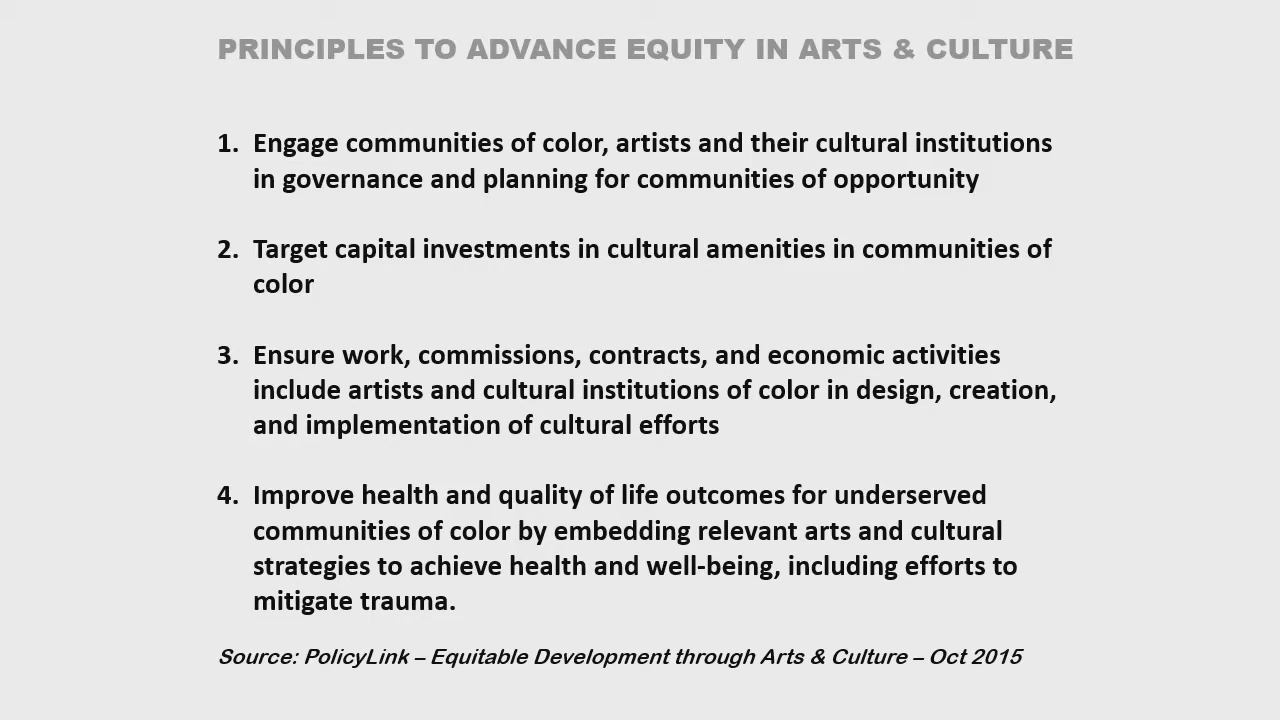 PRINCIPLES TO ADVANCE EQUITY IN ARTS & CULTURE
1. Engage communities of color, artists and their cultural institutions
in governance and planning for communities of opportunity
2. Target capital investments in cultural amenities in communities of
color
3. Ensure work, commissions, contracts, and economic activities
include artists and cultural institutions of color in design, creation,
and implementation of cultural efforts
4. Improve health and quality of life outcomes for underserved
communities of color by embedding relevant arts and cultural
strategies to achieve health and well-being, including efforts to
mitigate trauma.
Source: PolicyLink – Equitable Development through Arts & Culture – Oct 2015